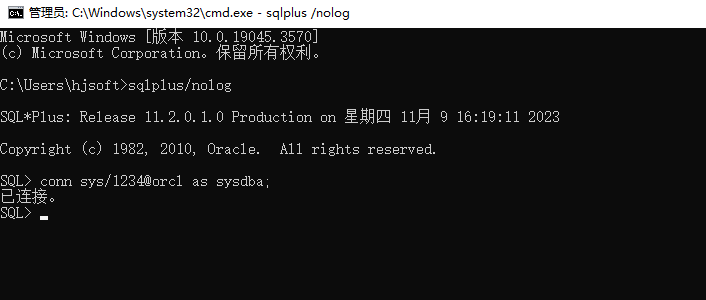 管理员: C:\Windows\system32\cmd.exe - sqlplus /nolog
Microsoft Windows [版本 10.0.19045.3570]
(c) Microsoft Corporation。保留所有权利。
C:\Users\hjsoft>sqlplus/nolog
SQL*Plus: Release 11.2.0.1.0 Production on 星期四 11月 9 16:19:11 2023
Copyright (c) 1982, 2010, Oracle.  All rights reserved.
SQL> conn sys/1234@orcl as sysdba;
已连接。
SQL>